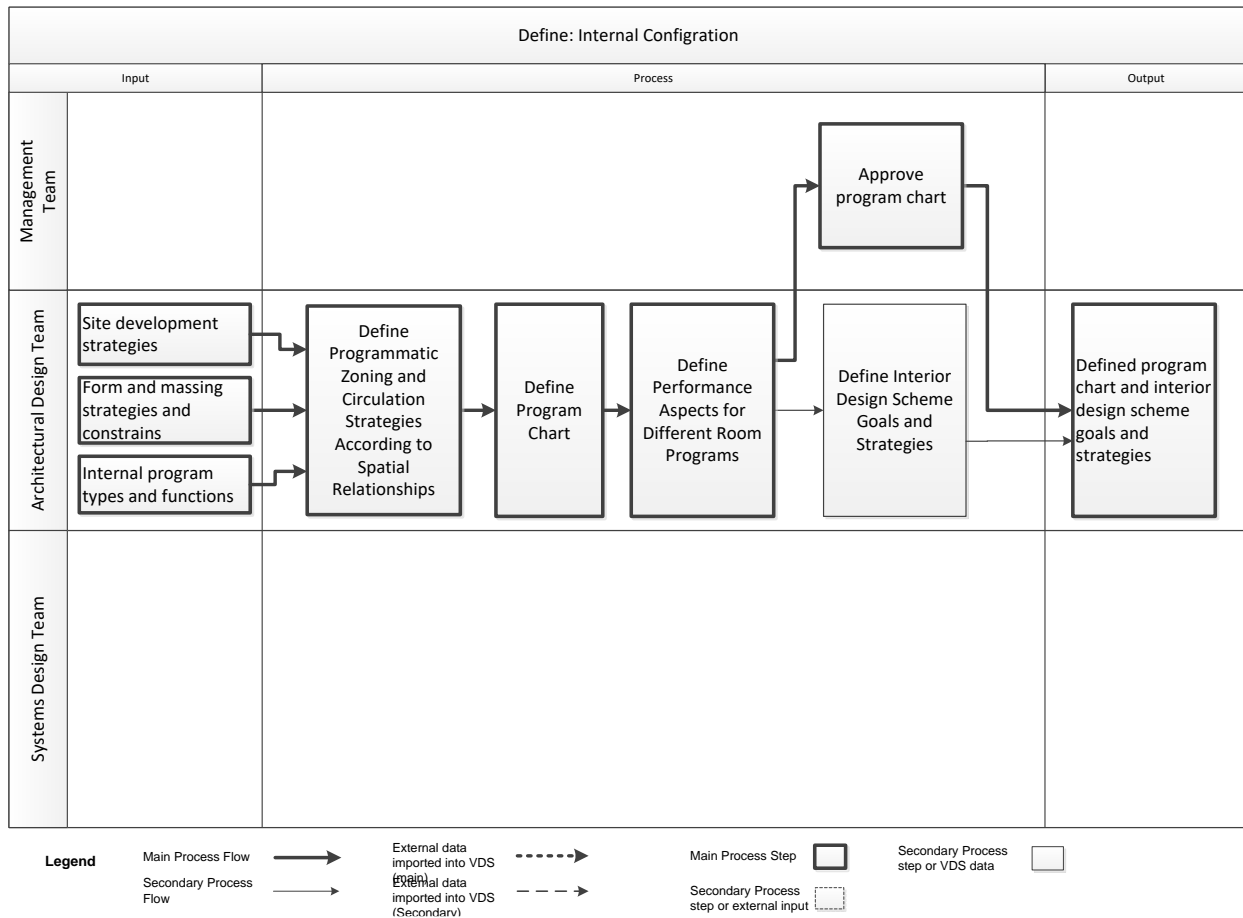 Define: Internal Configration
Input
Process
Output
Management
Team
Approve
program chart
Architectural Design Team
Site development
strategies
Form and massing
strategies and
constrains
Internal program
types and functions
Define
Programmatic
Zoning and
Circulation
Strategies
According to
Spatial
Relationships
Define
Program
Chart
Define
Performance
Aspects for
Different Room
Programs
Define Interior
Design Scheme
Goals and
Strategies
Defined program
chart and interior
design scheme
goals and
strategies
Systems Design Team
Legend
Main Process Flow
Secondary Process
Flow
External data
imported into VDS
(main)
External data
imported into VDS
(Secondary)
Main Process Step
Secondary Process
step or external input
Secondary Process
step or VDS data